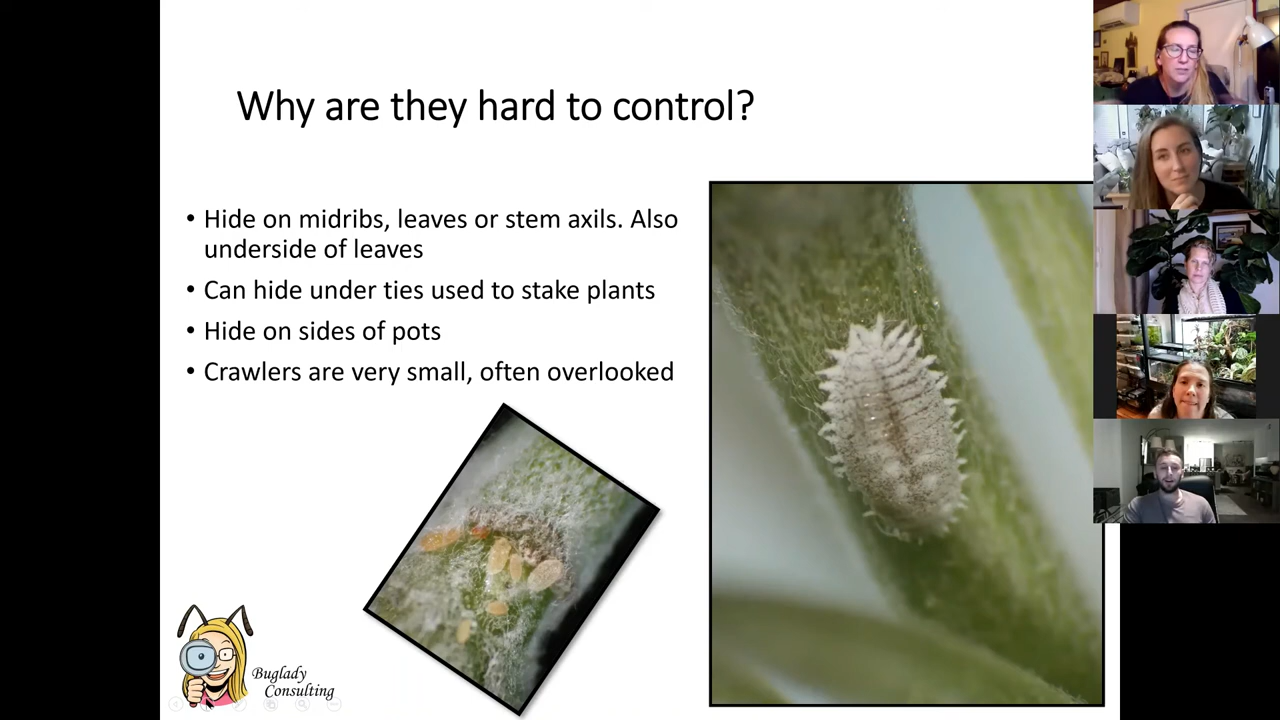 Why are they hard to control?
• Hide on midribs, leaves or stem axils. Also
underside of leaves
• Can hide under ties used to stake plants
• Hide on sides of pots
• Crawlers are very small, often overlooked
Buglady
Consulting